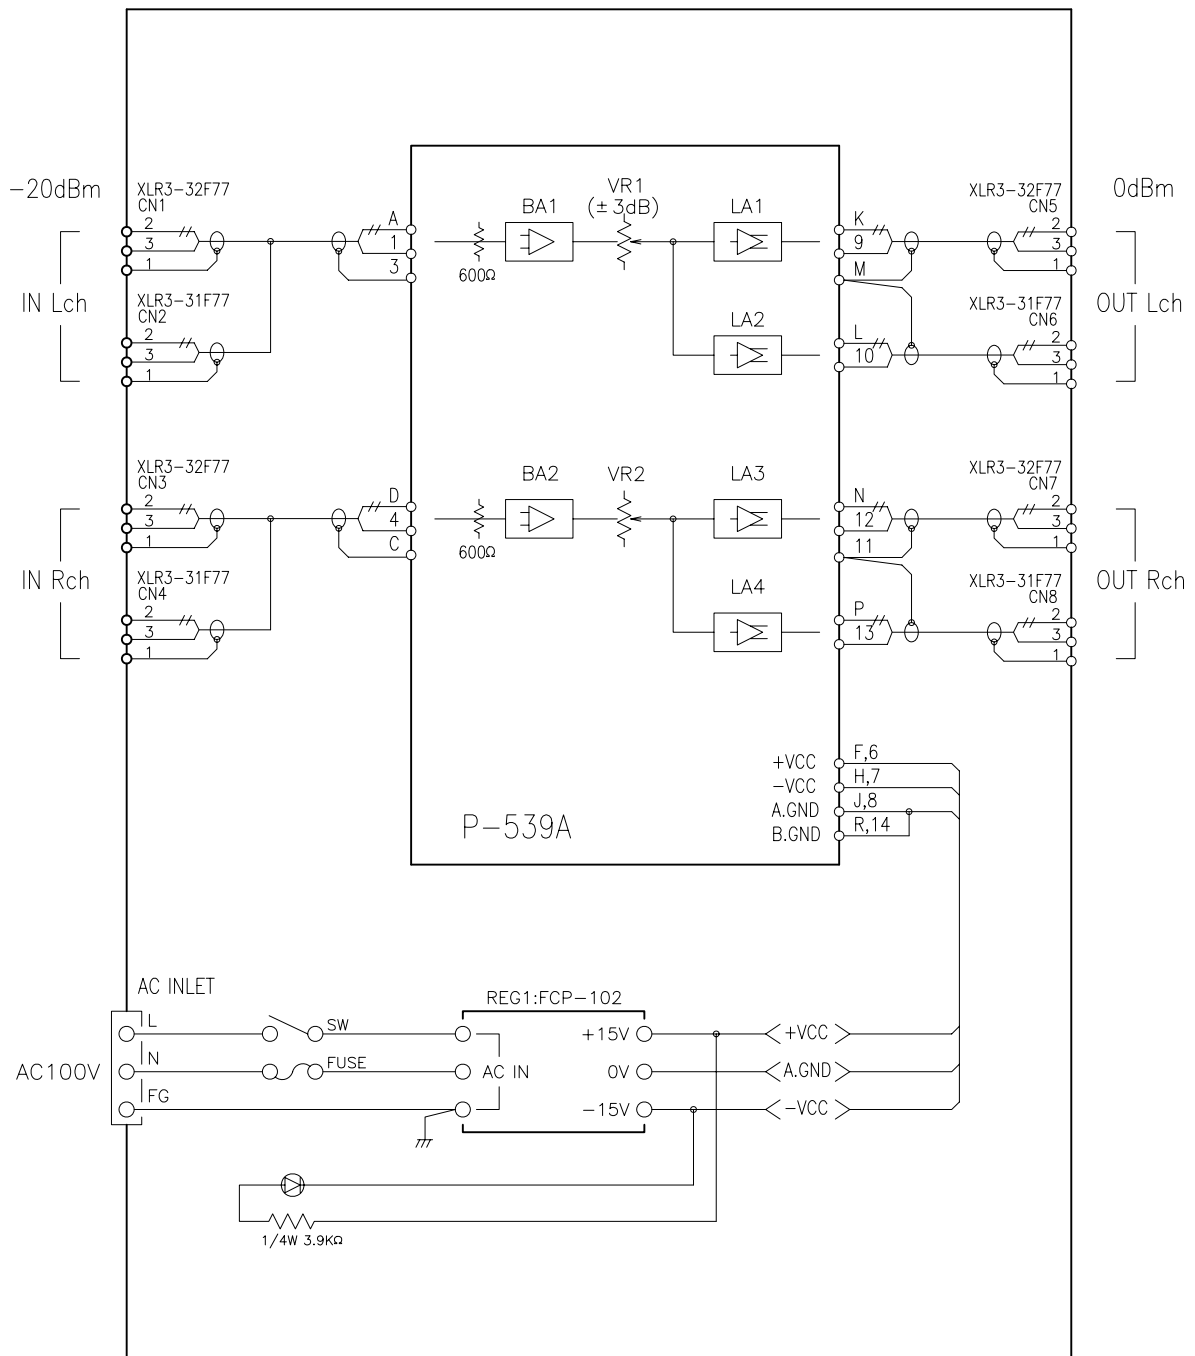 -20dBm
XLR3-32F77
CN1
2
3
1
IN Lch
XLR3-31F77
CN2
2
3
1
XLR3-32F77
CN3
2
3
1
IN Rch
XLR3-31F77
CN4
2
3
1
A
1
3
D
4
C
600Ω
BA1
VR1
(±3dB)
LA1
LA2
600Ω
BA2
VR2
LA3
LA4
K
9
M
L
10
N
12
11
P
13
0dBm
XLR3-32F77
CN5
2
3
1
OUT Lch
XLR3-31F77
CN6
2
3
1
XLR3-32F77
CN7
2
3
1
OUT Rch
XLR3-31F77
CN8
2
3
1
P-539A
+VCC F,6
-VCC H,7
A.GND J,8
B.GND R,14
AC INLET
AC100V
L
N
FG
SW
FUSE
REG1:FCP-102
AC IN
+15V
0V
-15V
+VCC
A.GND
-VCC
1/4W 3.9KΩ